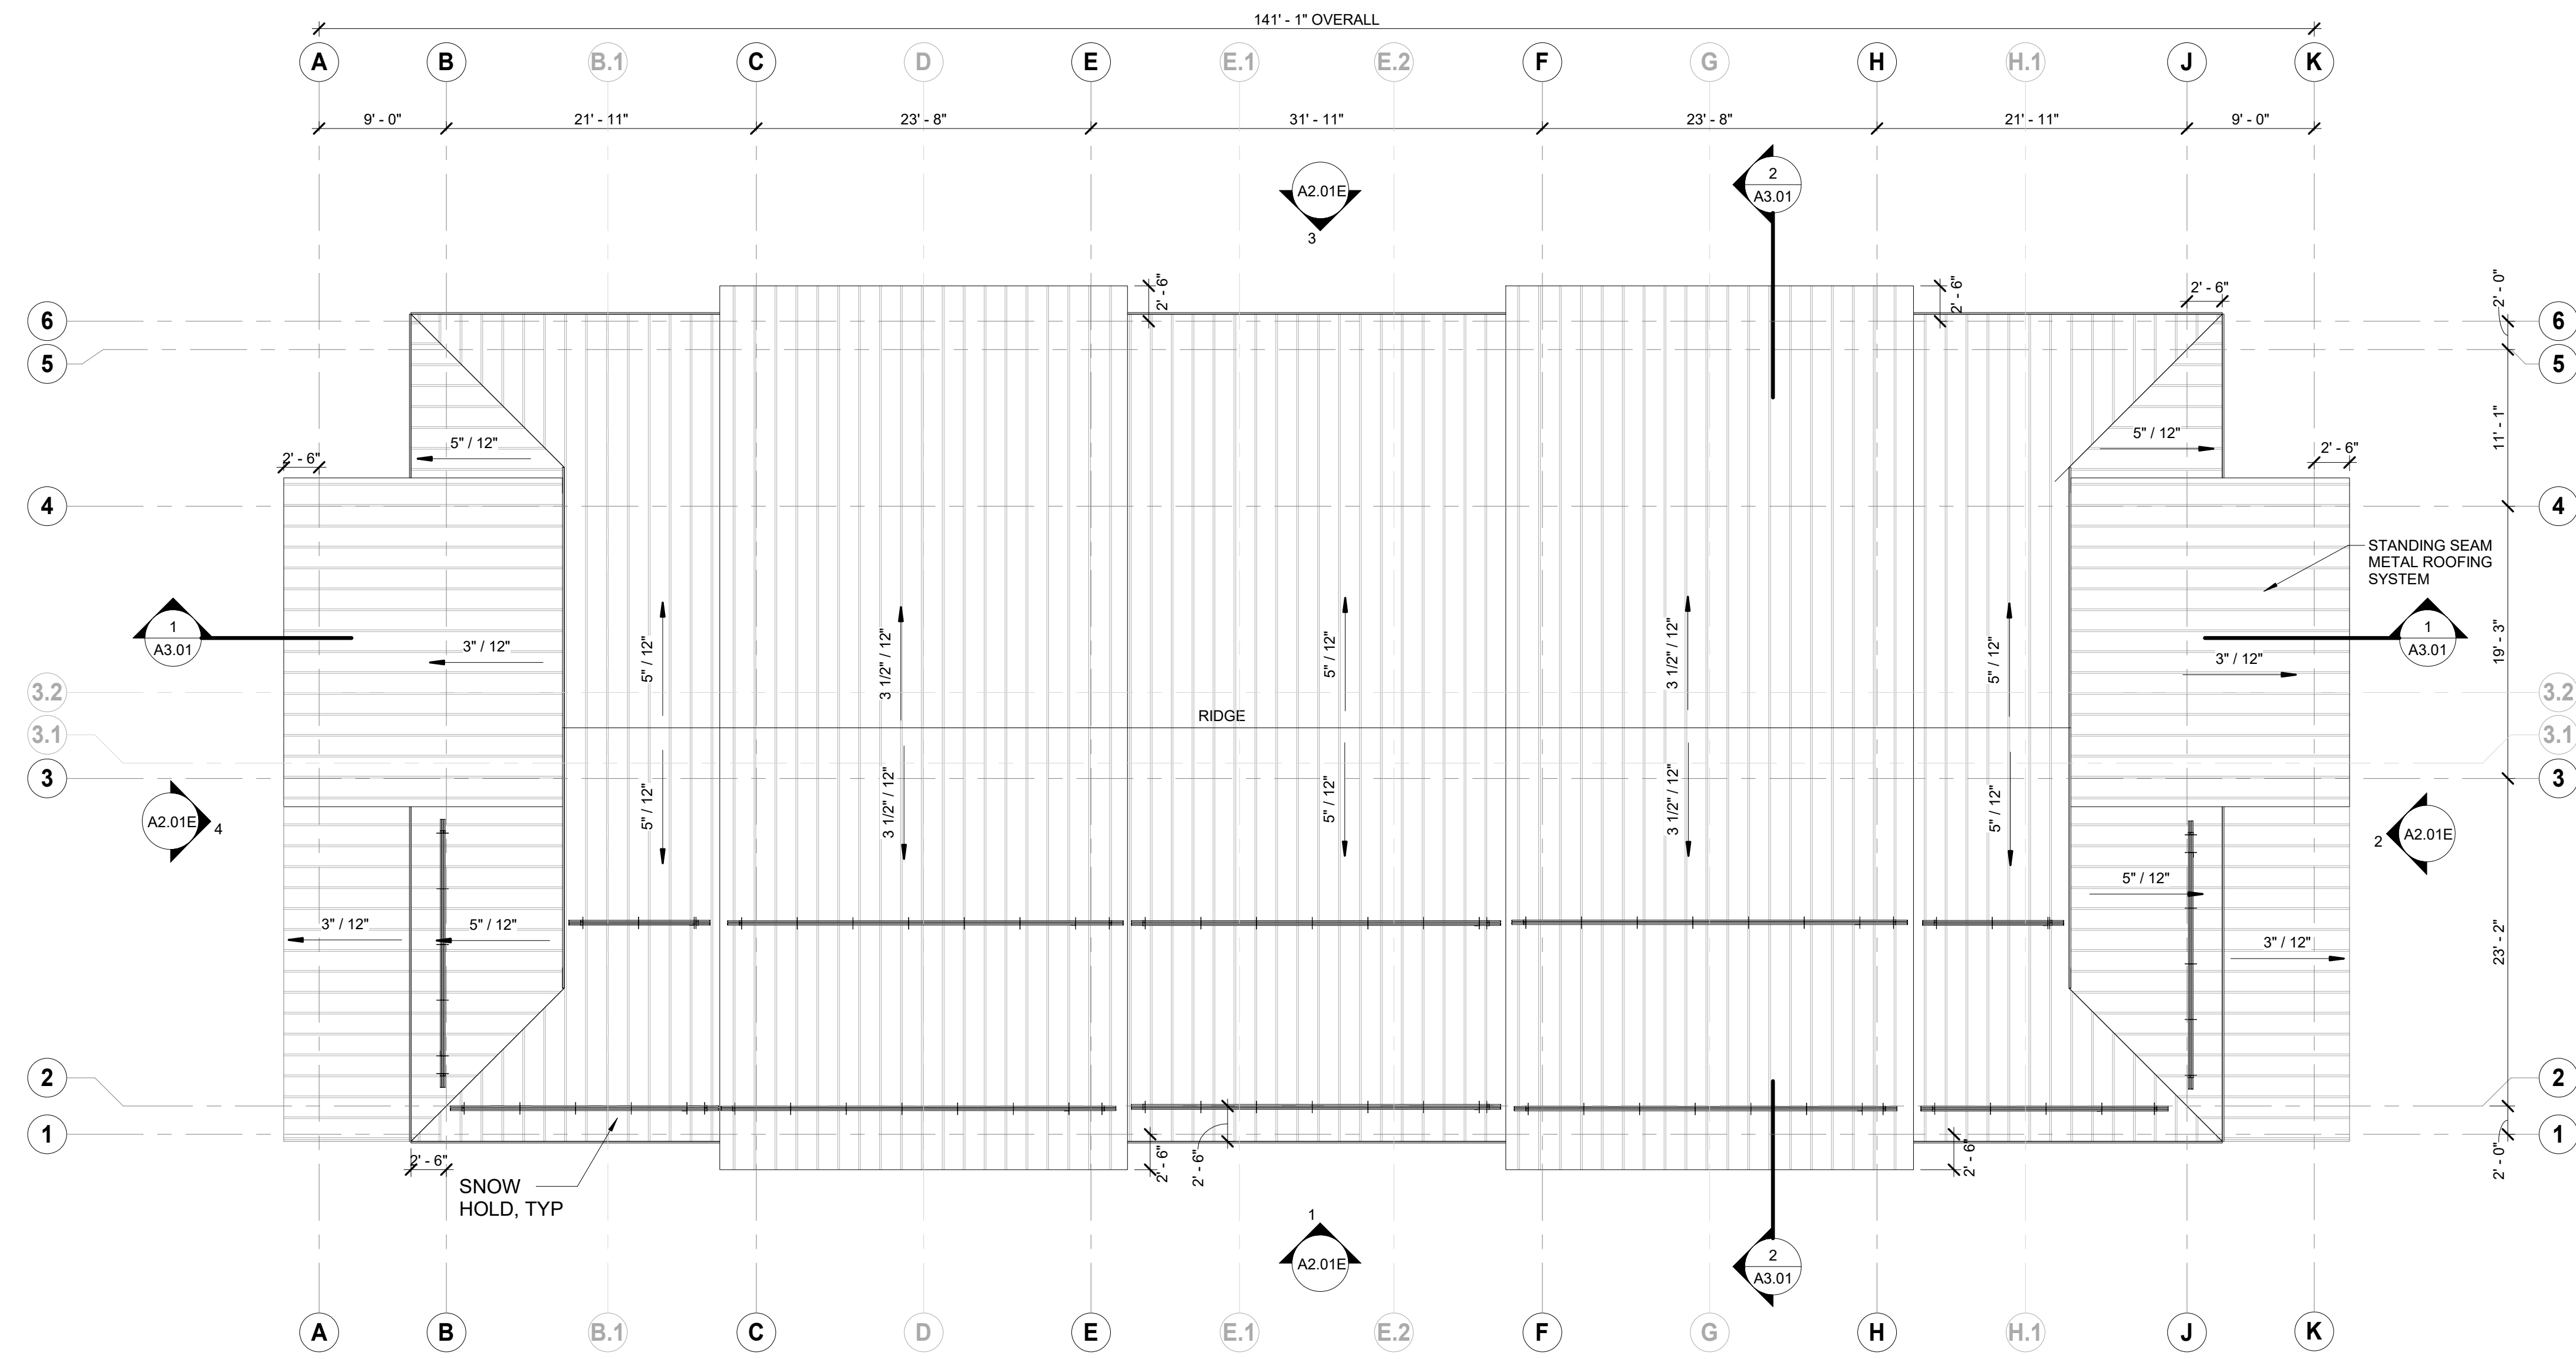 141' - 1" OVERALL
A B B.1 C D E E.1 E.2 F G H H.1 J K
9' - 0" 21' - 11" 23' - 8" 31' - 11" 23' - 8" 21' - 11" 9' - 0"
A2.01E
3
2
A3.01
2' - 6"
2' - 6"
2' - 6"
2' - 0"
6
6
5
5
11' - 1"
5" / 12"
5" / 12"
2' - 6"
2' - 6"
4
4
STANDING SEAM
METAL ROOFING
SYSTEM
1
A3.01
1
A3.01
19' - 3"
3" / 12"
3" / 12"
5" / 12"
3 1/2" / 12"
5" / 12"
3 1/2" / 12"
5" / 12"
3.2
3.2
RIDGE
3.1
3.1
3
3
5" / 12"
3 1/2" / 12"
5" / 12"
3 1/2" / 12"
5" / 12"
A2.01E
4
2
A2.01E
5" / 12"
3" / 12"
5" / 12"
3" / 12"
23' - 2"
2
2
1
1
2' - 6"
2' - 6"
2' - 6"
2' - 6"
2' - 0"
SNOW
HOLD, TYP
1
A2.01E
2
A3.01
A B B.1 C D E E.1 E.2 F G H H.1 J K